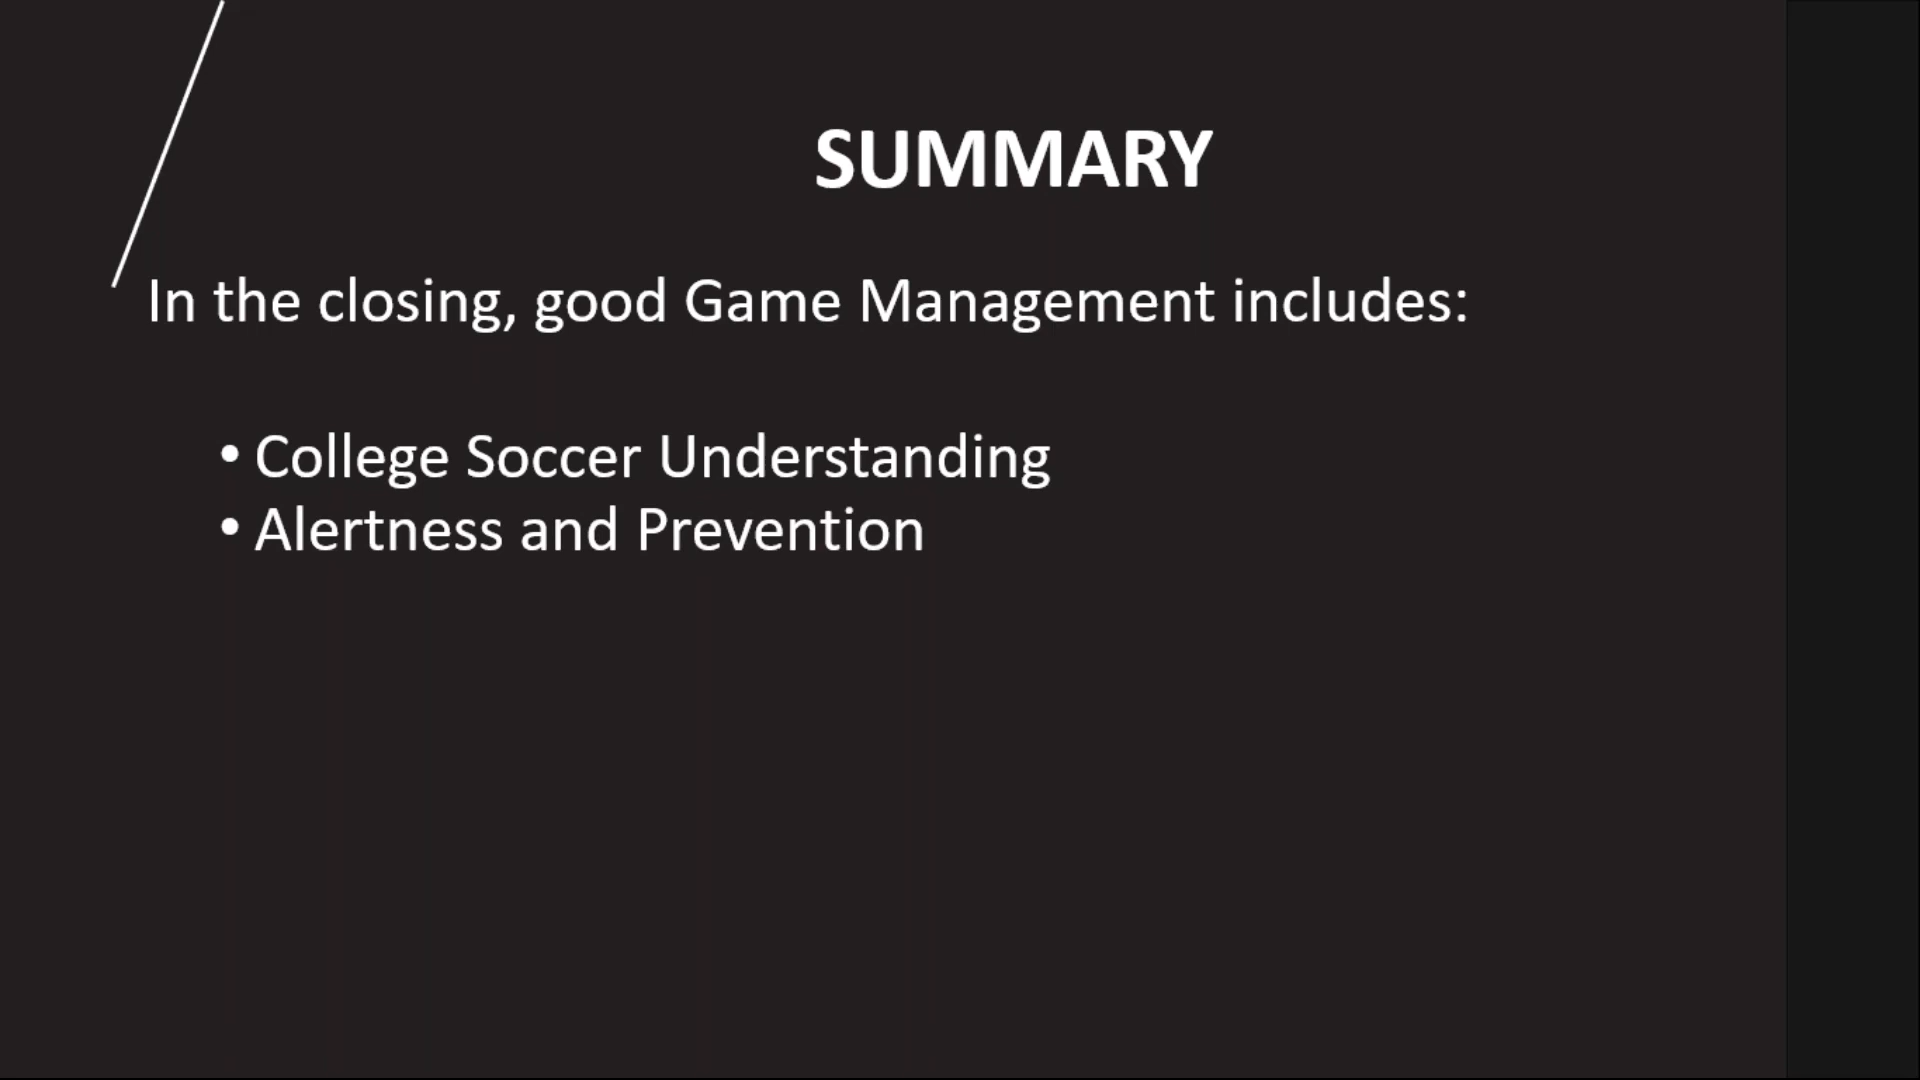 SUMMARY
In the closing, good Game Management includes:
• College Soccer Understanding
• Alertness and Prevention